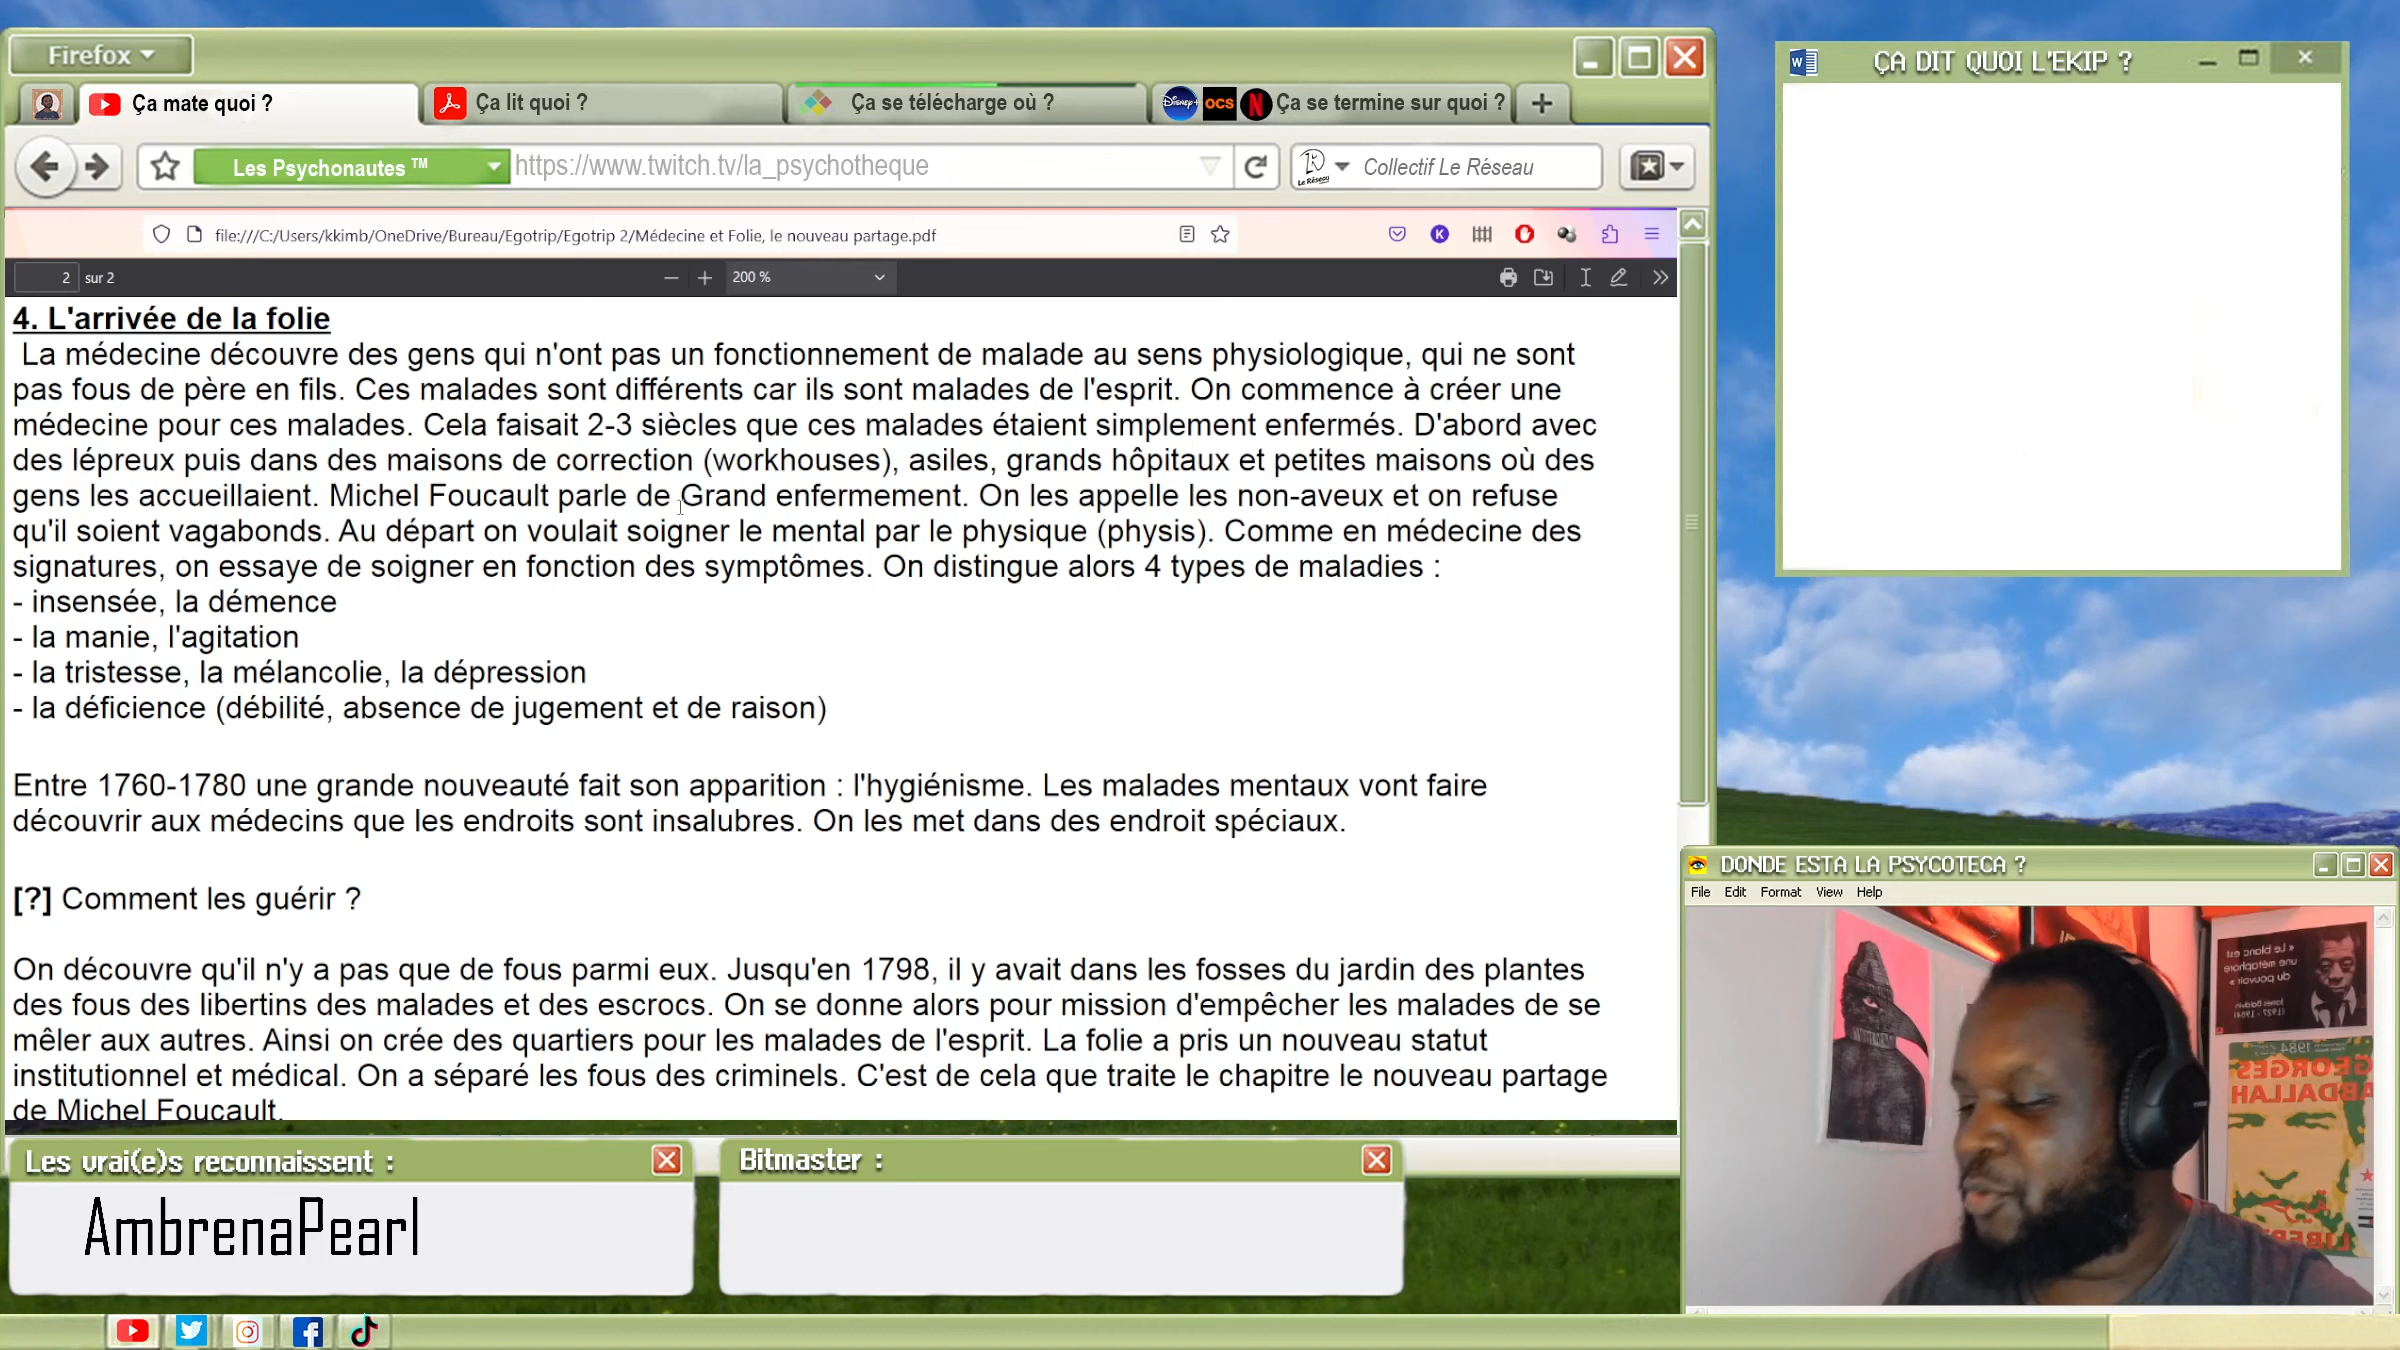 Firefox
Ça mate quoi ?
Ça lit quoi ?
Ça se télécharge où ?
Disney+ OCS N Ça se termine sur quoi ?
Les Psychonautes ™
https://www.twitch.tv/la_psychotheque
Le Réseau
Collectif Le Réseau
file:///C:/Users/kkimb/OneDrive/Bureau/Egotrip/Egotrip 2/Médecine et Folie, le nouveau partage.pdf
K
2 sur 2
200 %
4. L'arrivée de la folie
La médecine découvre des gens qui n'ont pas un fonctionnement de malade au sens physiologique, qui ne sont
pas fous de père en fils. Ces malades sont différents car ils sont malades de l'esprit. On commence à créer une
médecine pour ces malades. Cela faisait 2-3 siècles que ces malades étaient simplement enfermés. D'abord avec
des lépreux puis dans des maisons de correction (workhouses), asiles, grands hôpitaux et petites maisons où des
gens les accueillaient. Michel Foucault parle de Grand enfermement. On les appelle les non-aveux et on refuse
qu'il soient vagabonds. Au départ on voulait soigner le mental par le physique (physis). Comme en médecine des
signatures, on essaye de soigner en fonction des symptômes. On distingue alors 4 types de maladies :
- insensée, la démence
- la manie, l'agitation
- la tristesse, la mélancolie, la dépression
- la déficience (débilité, absence de jugement et de raison)
Entre 1760-1780 une grande nouveauté fait son apparition : l'hygiénisme. Les malades mentaux vont faire
découvrir aux médecins que les endroits sont insalubres. On les met dans des endroit spéciaux.
[?] Comment les guérir ?
On découvre qu'il n'y a pas que de fous parmi eux. Jusqu'en 1798, il y avait dans les fosses du jardin des plantes
des fous des libertins des malades et des escrocs. On se donne alors pour mission d'empêcher les malades de se
mêler aux autres. Ainsi on crée des quartiers pour les malades de l'esprit. La folie a pris un nouveau statut
institutionnel et médical. On a séparé les fous des criminels. C'est de cela que traite le chapitre le nouveau partage
de Michel Foucault.
ÇA DIT QUOI L'EKIP ?
DONDE ESTA LA PSYCOTECA ?
File Edit Format View Help
« Le blanc est
une métaphore
du pouvoir »
James Baldwin
1984
GEORGES
ABDALLAH
Les vrai(e)s reconnaissent :
AmbrenaPearl
Bitmaster :